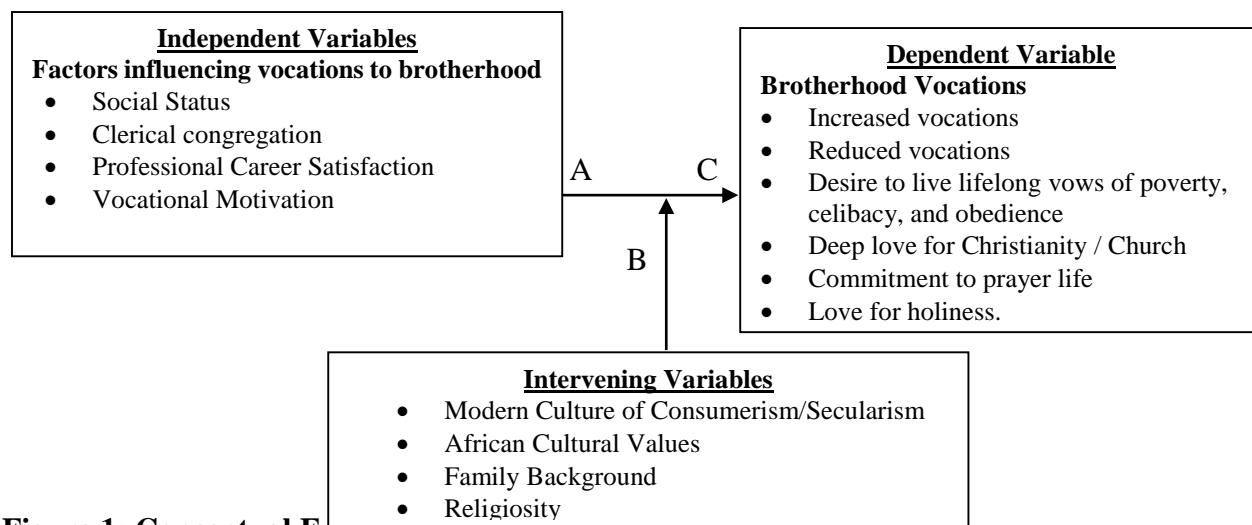 Independent Variables
Factors influencing vocations to brotherhood
• Social Status
• Clerical congregation
• Professional Career Satisfaction
• Vocational Motivation
A
C
B
Dependent Variable
Brotherhood Vocations
• Increased vocations
• Reduced vocations
• Desire to live lifelong vows of poverty,
celibacy, and obedience
• Deep love for Christianity / Church
• Commitment to prayer life
• Love for holiness.
Intervening Variables
• Modern Culture of Consumerism/Secularism
• African Cultural Values
• Family Background
• Religiosity